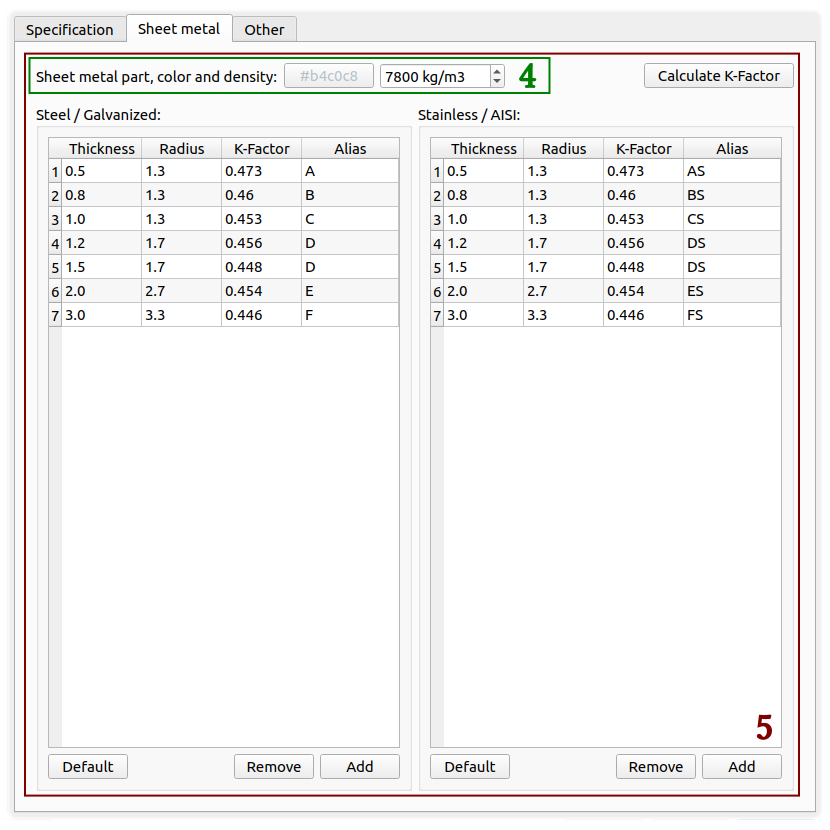 Specification Sheet metal Other
Sheet metal part, color and density: #b4c0c8 7800 kg/m3 4 Calculate K-Factor
Steel / Galvanized:
Thickness Radius K-Factor Alias
1 0.5 1.3 0.473 A
2 0.8 1.3 0.46 B
3 1.0 1.3 0.453 C
4 1.2 1.7 0.456 D
5 1.5 1.7 0.448 D
6 2.0 2.7 0.454 E
7 3.0 3.3 0.446 F
Default Remove Add
Stainless / AISI:
Thickness Radius K-Factor Alias
1 0.5 1.3 0.473 AS
2 0.8 1.3 0.46 BS
3 1.0 1.3 0.453 CS
4 1.2 1.7 0.456 DS
5 1.5 1.7 0.448 DS
6 2.0 2.7 0.454 ES
7 3.0 3.3 0.446 FS
5
Default Remove Add